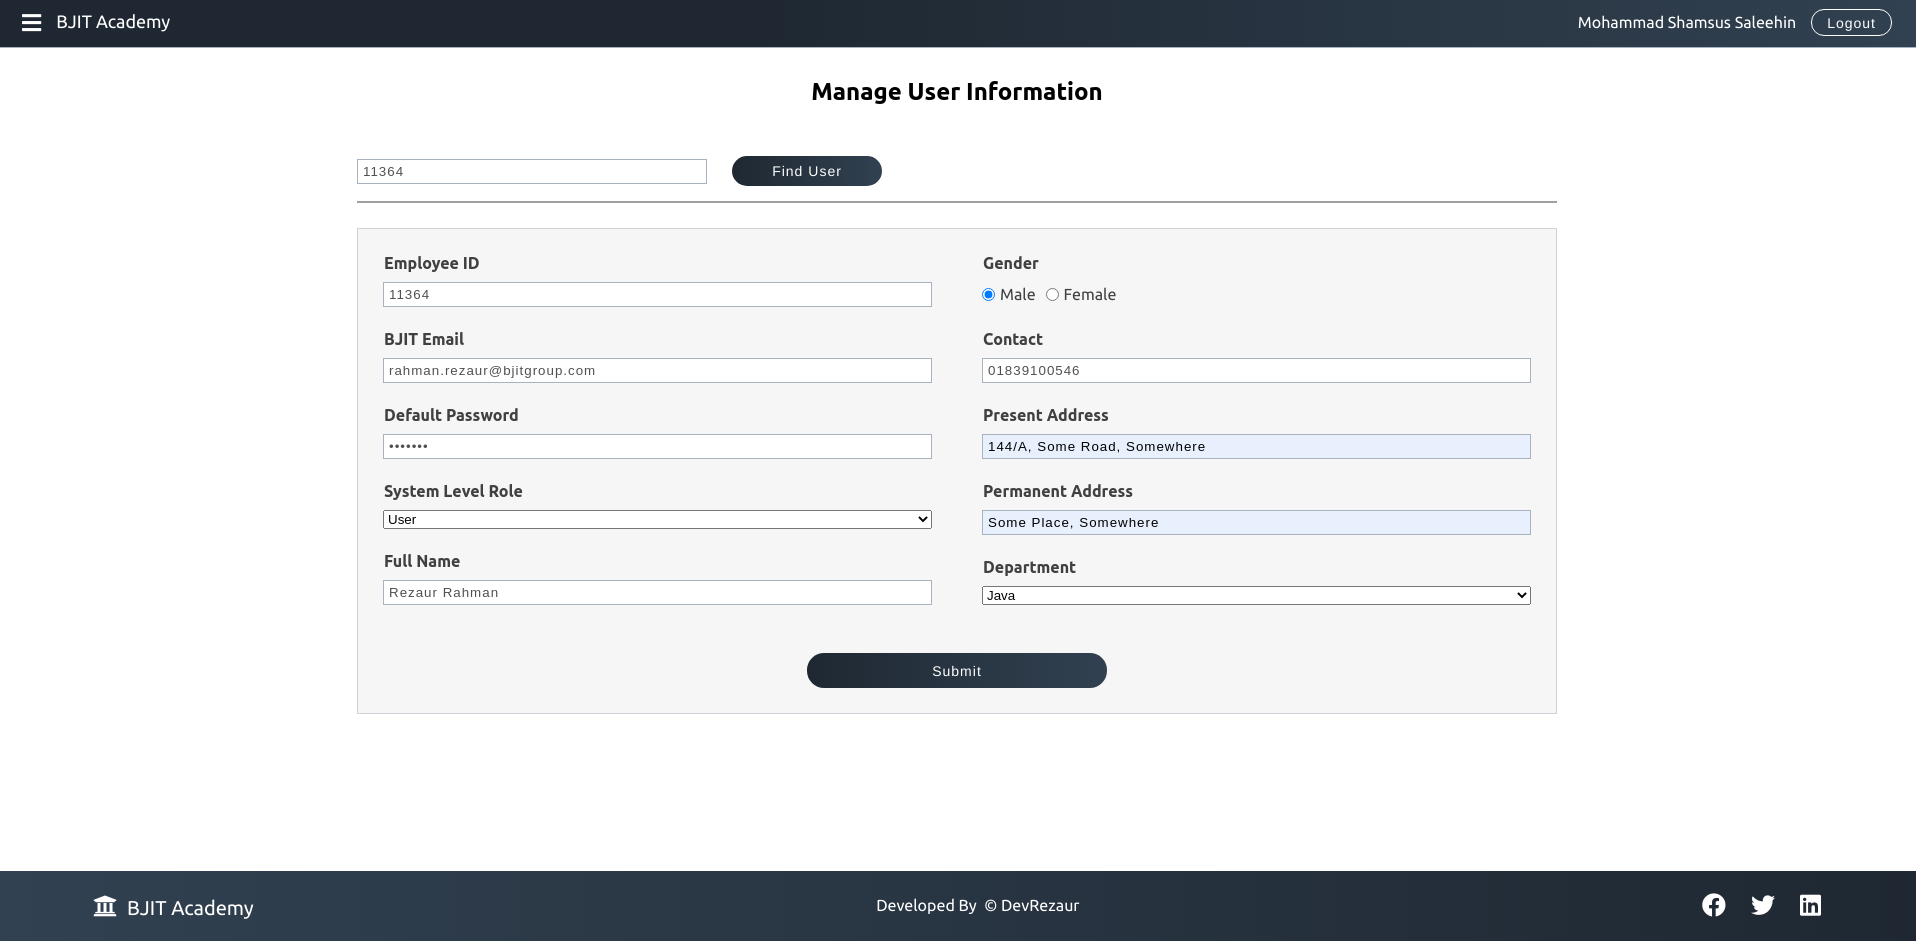 BJIT Academy
Mohammad Shamsus Saleehin
Logout
Manage User Information
11364
Find User
Employee ID
11364
BJIT Email
rahman.rezaur@bjitgroup.com
Default Password
•••••••
System Level Role
User
Full Name
Rezaur Rahman
Gender
Male
Female
Contact
01839100546
Present Address
144/A, Some Road, Somewhere
Permanent Address
Some Place, Somewhere
Department
Java
Submit
BJIT Academy
Developed By © DevRezaur